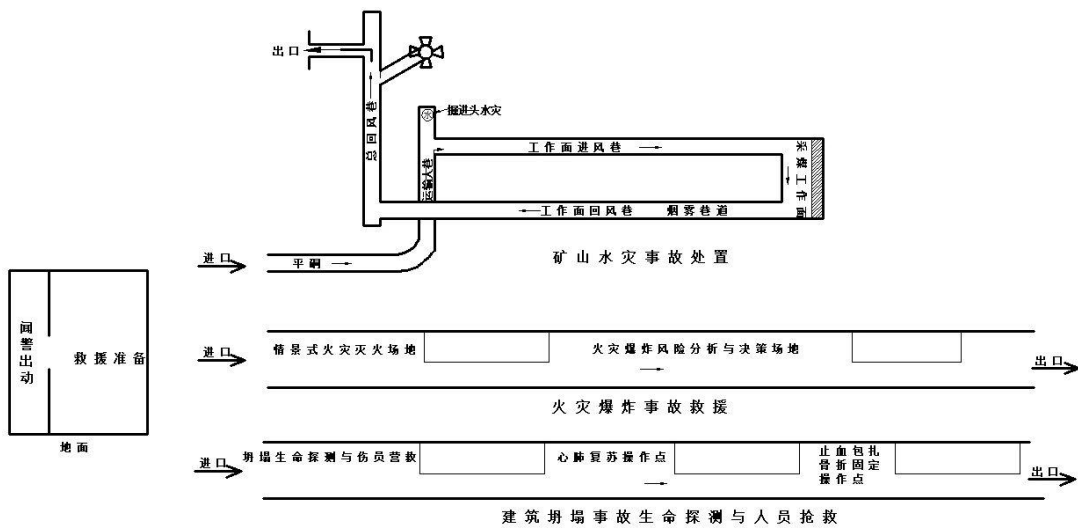 出口
总回风巷
掘进头水灾
水
工作面进风巷
运输大巷
采煤工作面
工作面回风巷
烟雾巷道
进口
平硐
矿山水灾事故处置
闻警出动
救援准备
地面
进口
情景式火灾灭火场地
火灾爆炸风险分析与决策场地
出口
火灾爆炸事故救援
进口
坍塌生命探测与伤员营救
心肺复苏操作点
止血包扎
骨折固定
操作点
出口
建筑坍塌事故生命探测与人员抢救